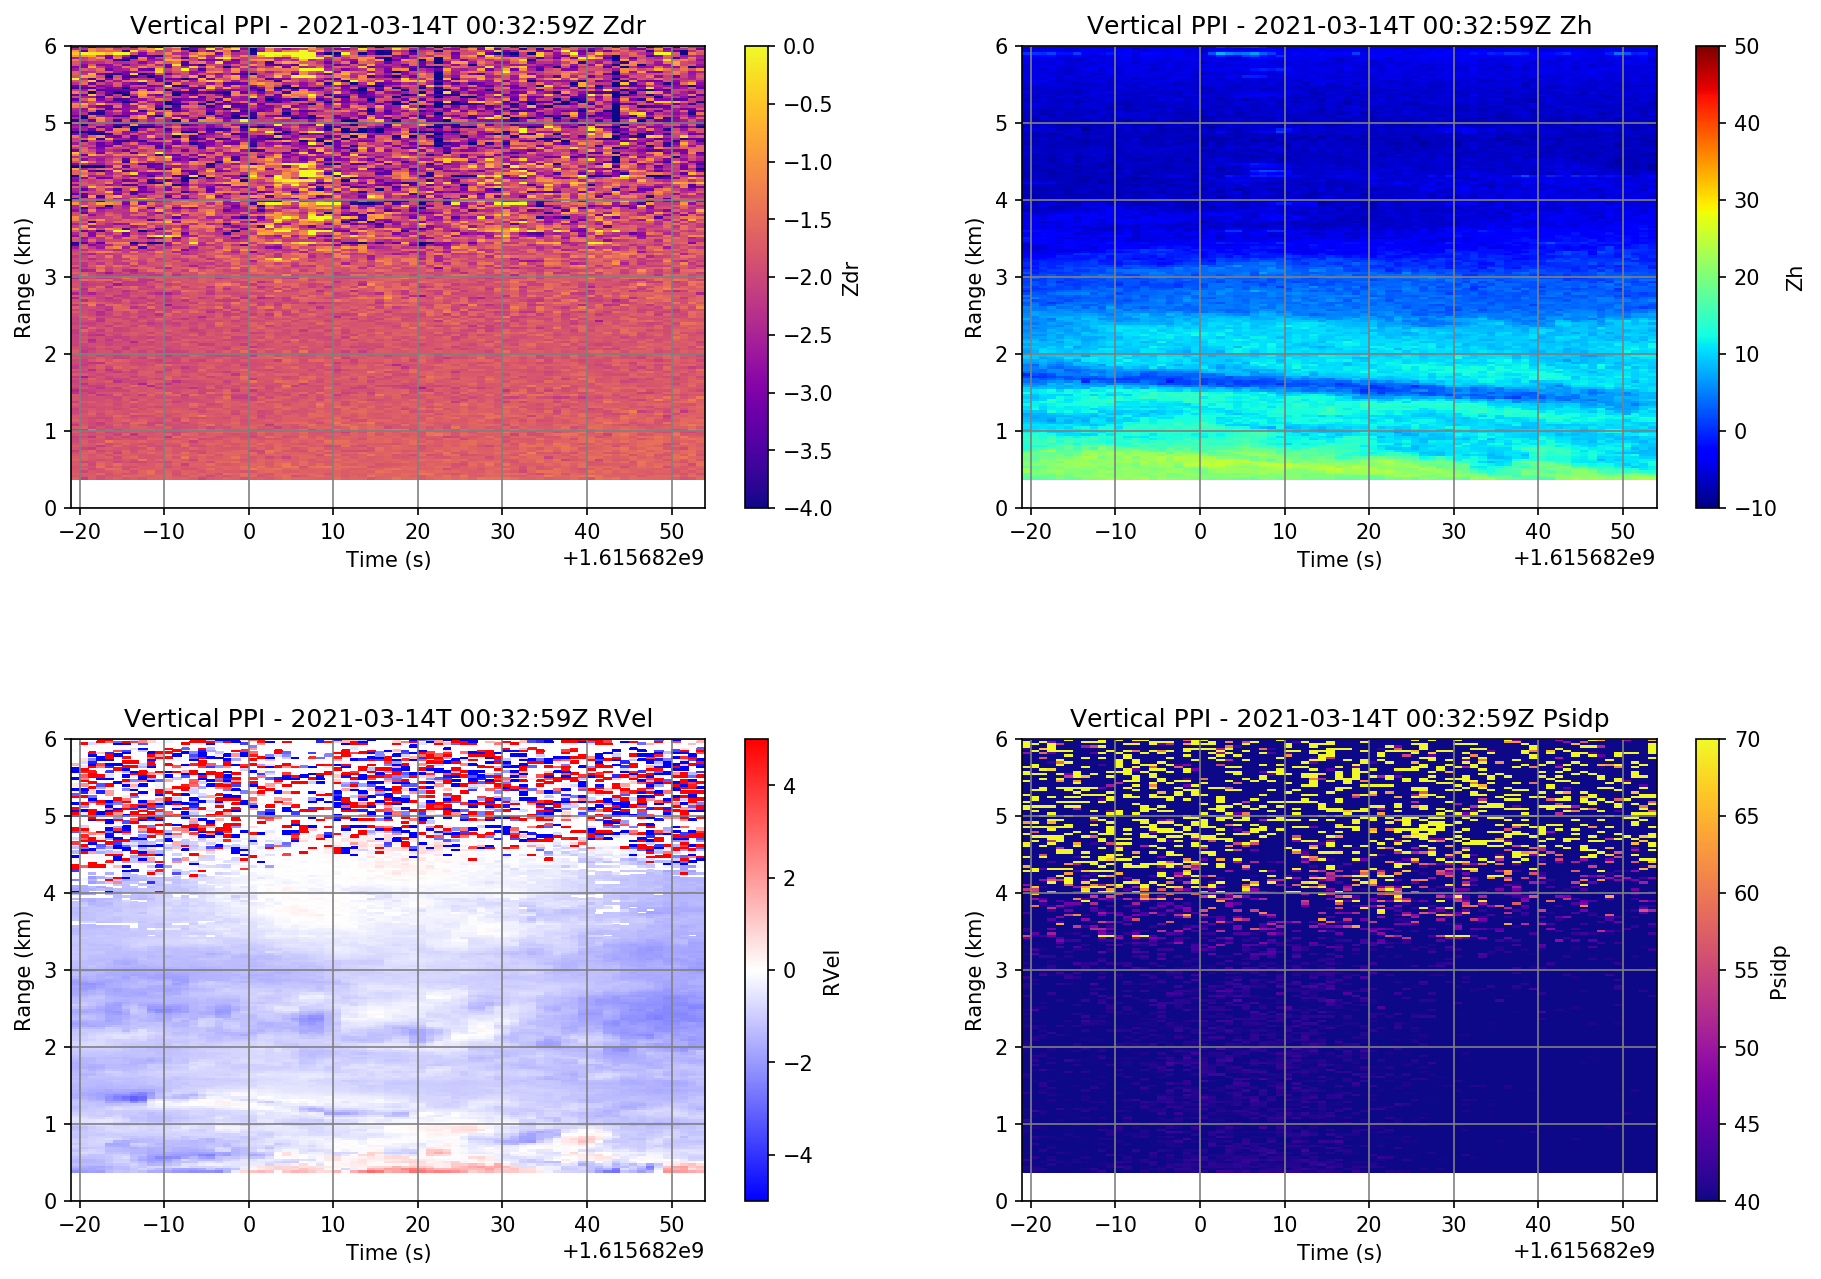 Vertical PPI - 2021-03-14T 00:32:59Z Zdr
6
5
4
3
2
1
0
Range (km)
−20 −10 0 10 20 30 40 50
Time (s)
+1.615682e9
0.0
−0.5
−1.0
−1.5
−2.0
−2.5
−3.0
−3.5
−4.0
Zdr
Vertical PPI - 2021-03-14T 00:32:59Z Zh
6
5
4
3
2
1
0
Range (km)
−20 −10 0 10 20 30 40 50
Time (s)
+1.615682e9
50
40
30
20
10
0
−10
Zh
Vertical PPI - 2021-03-14T 00:32:59Z RVel
6
5
4
3
2
1
0
Range (km)
−20 −10 0 10 20 30 40 50
Time (s)
+1.615682e9
4
2
0
−2
−4
RVel
Vertical PPI - 2021-03-14T 00:32:59Z Psidp
6
5
4
3
2
1
0
Range (km)
−20 −10 0 10 20 30 40 50
Time (s)
+1.615682e9
70
65
60
55
50
45
40
Psidp